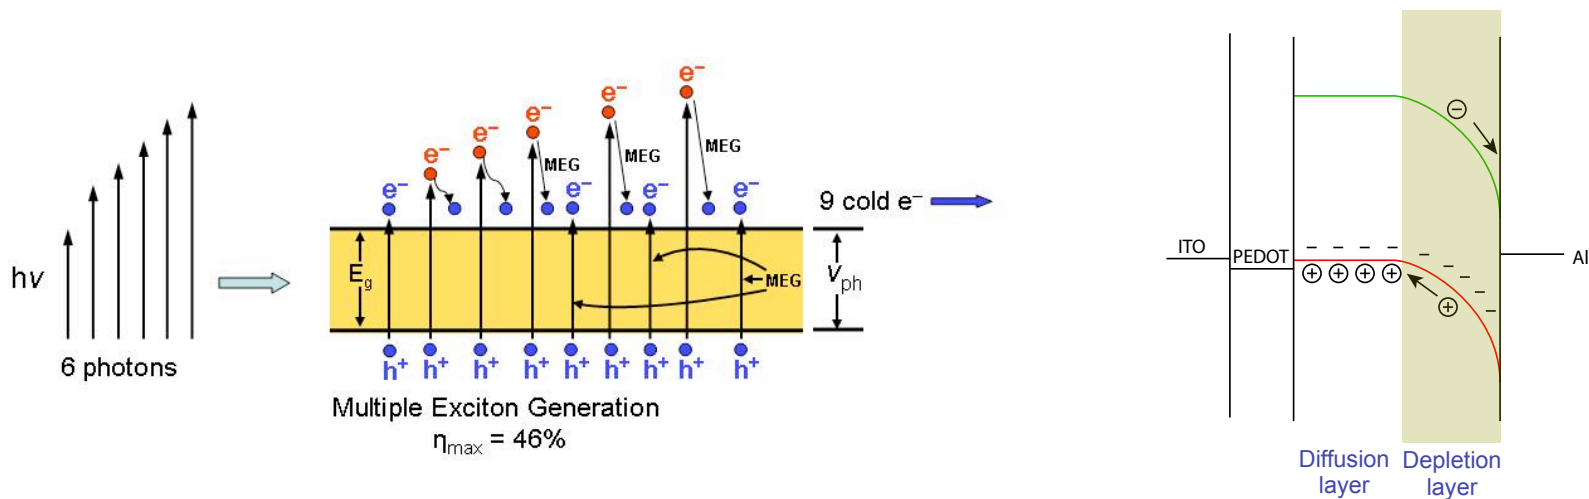 hν
6 photons
e⁻ e⁻ e⁻ e⁻ e⁻ e⁻ e⁻ e⁻ e⁻
MEG MEG MEG
E_g
MEG
V_ph
9 cold e⁻
h⁺ h⁺ h⁺ h⁺ h⁺ h⁺ h⁺ h⁺ h⁺
Multiple Exciton Generation
η_max = 46%
ITO
PEDOT
Al
− − − − − − − − −
⊖
⊕ ⊕ ⊕ ⊕ ⊕
Diffusion
layer
Depletion
layer